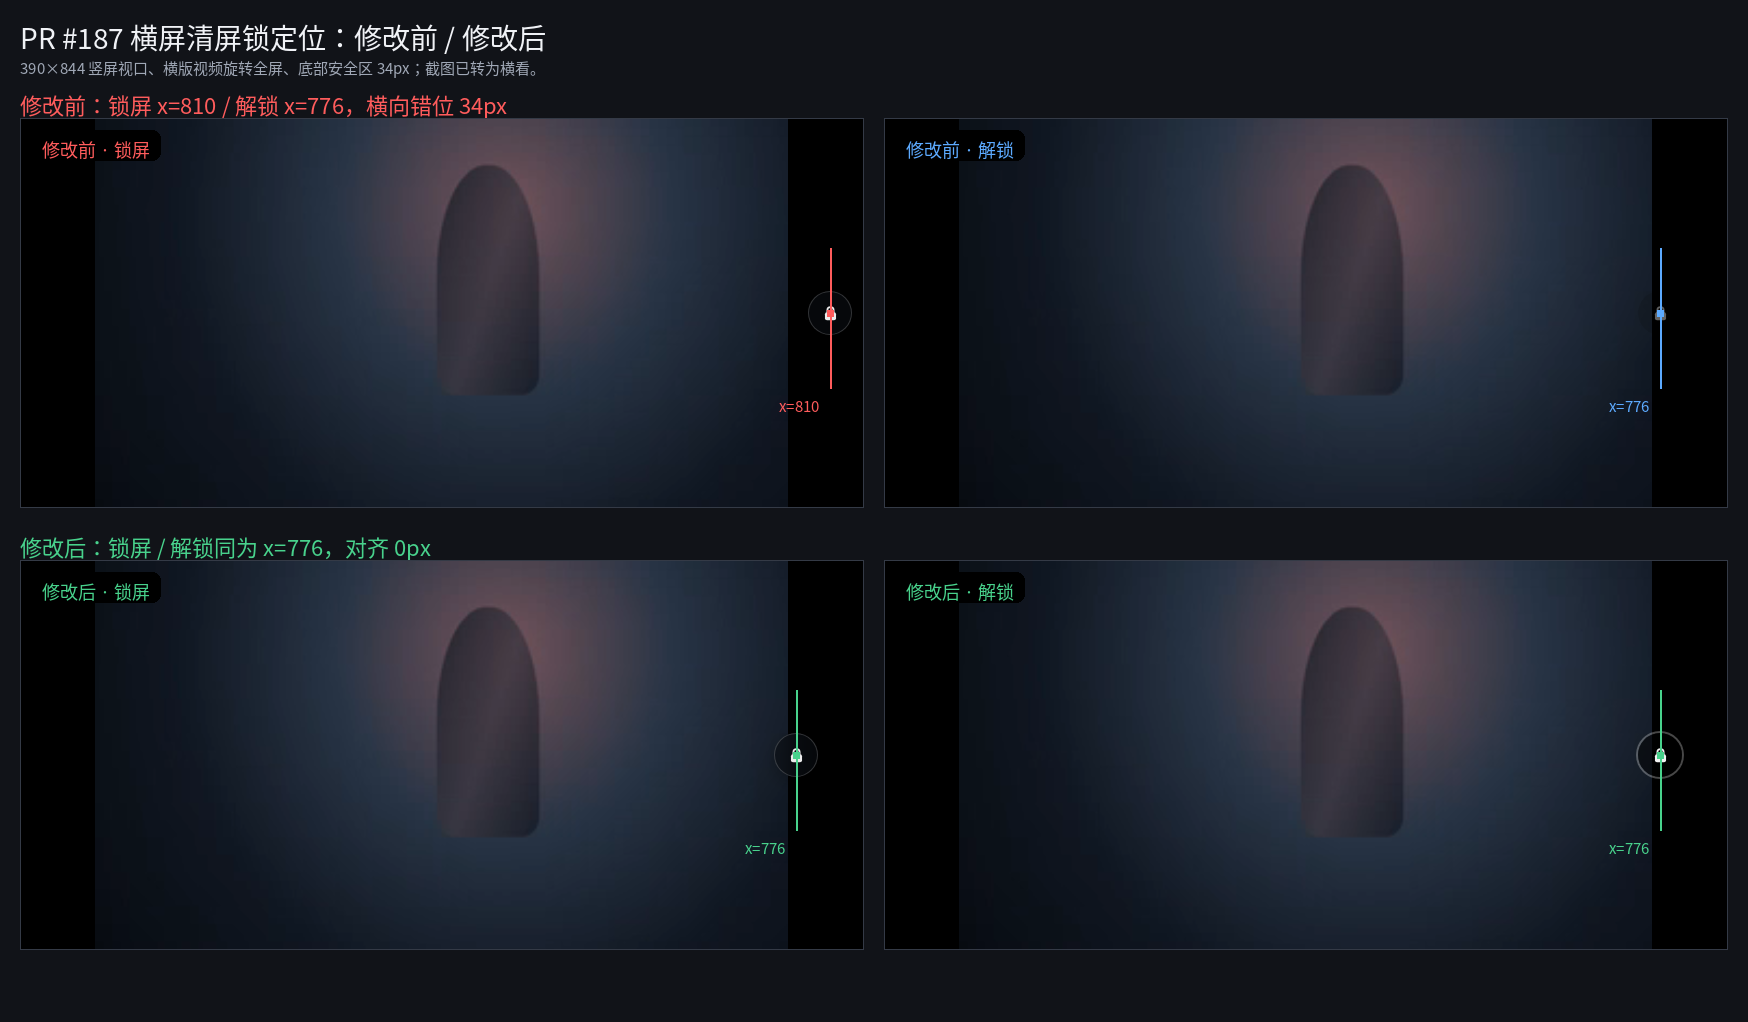 PR #187 横屏清屏锁定位：修改前 / 修改后
390×844 竖屏视口、横版视频旋转全屏、底部安全区 34px；截图已转为横看。
修改前：锁屏 x=810 / 解锁 x=776，横向错位 34px
修改前 · 锁屏
修改前 · 解锁
x=810
x=776
修改后：锁屏 / 解锁同为 x=776，对齐 0px
修改后 · 锁屏
修改后 · 解锁
x=776
x=776